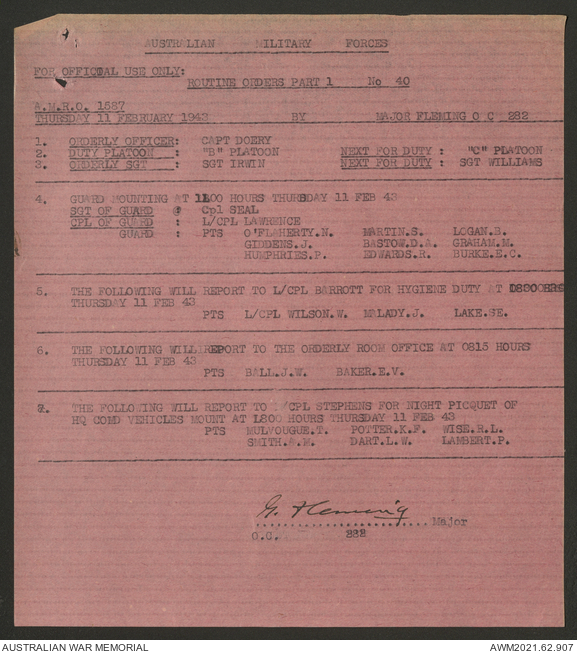 AUSTRALIAN MILITARY FORCES
FOR OFFICIAL USE ONLY:
ROUTINE ORDERS PART 1 No 40
A.M.R.O. 1587
THURSDAY 11 FEBRUARY 1943 BY MAJOR FLEMING O C 282
1. ORDERLY OFFICER: CAPT DOERY
2. DUTY PLATOON : "B" PLATOON NEXT FOR DUTY : "C" PLATOON
3. ORDERLY SGT : SGT IRWIN NEXT FOR DUTY : SGT WILLIAMS
4. GUARD MOUNTING AT 1800 HOURS THURSDAY 11 FEB 43
SGT OF GUARD @ Cpl SEAL
CPL OF GUARD : L/CPL LAWRENCE
GUARD : PTS O'FLAHERTY.N. MARTIN.S. LOGAN.B.
GIDDENS.J. BASTOW.D.A. GRAHAM.M.
HUMPHRIES.P. EDWARDS.R. BURKE.E.C.
5. THE FOLLOWING WILL REPORT TO L/CPL BARROTT FOR HYGIENE DUTY AT 0800HRS
THURSDAY 11 FEB 43
PTS L/CPL WILSON.W. MALADY.J. LAKE.SE.
6. THE FOLLOWING WILL REPORT TO THE ORDERLY ROOM OFFICE AT 0815 HOURS
THURSDAY 11 FEB 43
PTS BALL.J.W. BAKER.E.V.
7. THE FOLLOWING WILL REPORT TO L/CPL STEPHENS FOR NIGHT PICQUET OF
HQ COMD VEHICLES MOUNT AT 1800 HOURS THURSDAY 11 FEB 43
PTS MULVOUGUE.T. POTTER.K.F. WISE.R.L.
SMITH.A.M. DART.L.W. LAMBERT.P.
G. Fleming
........................ Major
O.C. 282
AUSTRALIAN WAR MEMORIAL AWM2021.62.907